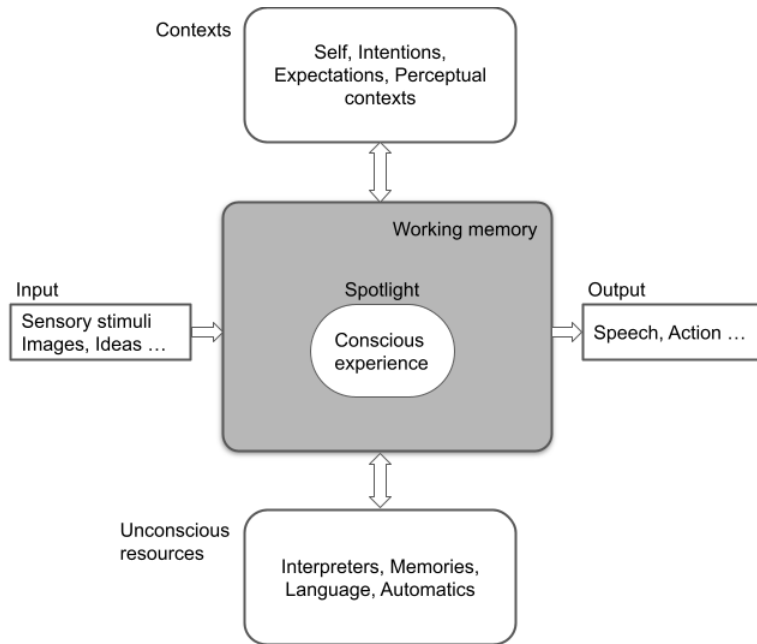 Contexts
Self, Intentions,
Expectations, Perceptual
contexts
Working memory
Input
Sensory stimuli
Images, Ideas …
Spotlight
Conscious
experience
Output
Speech, Action …
Unconscious
resources
Interpreters, Memories,
Language, Automatics